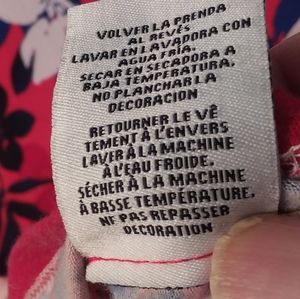 VOLVER LA PRENDA
AL REVÉS
LAVAR EN LAVADORA CON
AGUA FRÍA.
SECAR EN SECADORA A
BAJA TEMPERATURA.
NO PLANCHAR LA
DECORACIÓN
RETOURNER LE VÊ
TEMENT À L'ENVERS
LAVER À LA MACHINE
À L'EAU FROIDE.
SÉCHER À LA MACHINE
À BASSE TEMPÉRATURE.
NE PAS REPASSER
DECORATION